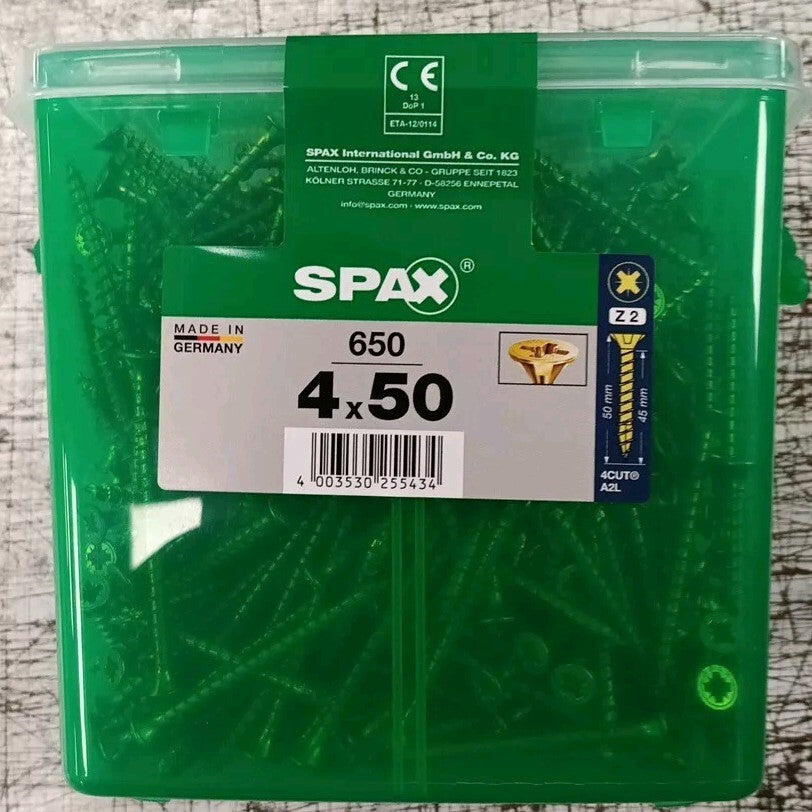 CE
13
DoP 1
ETA-12/0114
SPAX International GmbH & Co. KG
ALTENLOH, BRINCK & CO - GRUPPE SEIT 1823
KÖLNER STRASSE 71-77 - D-58256 ENNEPETAL
GERMANY
info@spax.com - www.spax.com
SPAX®
MADE IN
GERMANY
650
4x50
4 003530 255434
Z 2
50 mm
45 mm
4CUT®
A2L